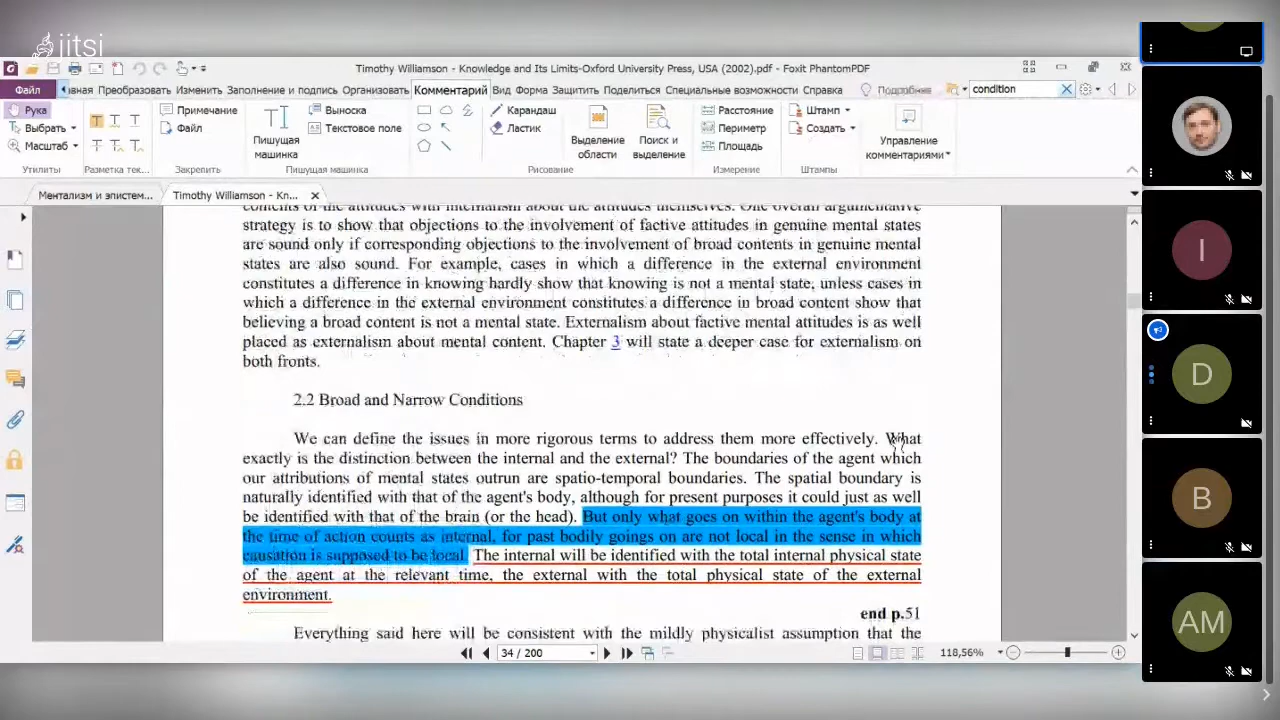 jitsi
Timothy Williamson - Knowledge and Its Limits-Oxford University Press, USA (2002).pdf - Foxit PhantomPDF
Файл
вная Преобразовать Изменить Заполнение и подпись Организовать Комментарий Вид Форма Защитить Поделиться Специальные возможности Справка
condition
Рука
Выбрать
Масштаб
Утилиты
Разметка тек...
Примечание
Файл
Закрепить
Пишущая
машинка
Выноска
Текстовое поле
Пишущая машинка
Карандаш
Ластик
Выделение
области
Поиск и
выделение
Рисование
Расстояние
Периметр
Площадь
Измерение
Штамп
Создать
Штампы
Управление
комментариями
Ментализм и эпистем...
Timothy Williamson - Kn...
contents of the attitudes with internalism about the attitudes themselves. One overall argumentative
strategy is to show that objections to the involvement of factive attitudes in genuine mental states
are sound only if corresponding objections to the involvement of broad contents in genuine mental
states are also sound. For example, cases in which a difference in the external environment
constitutes a difference in knowing hardly show that knowing is not a mental state, unless cases in
which a difference in the external environment constitutes a difference in broad content show that
believing a broad content is not a mental state. Externalism about factive mental attitudes is as well
placed as externalism about mental content. Chapter 3 will state a deeper case for externalism on
both fronts.
2.2 Broad and Narrow Conditions
We can define the issues in more rigorous terms to address them more effectively. What
exactly is the distinction between the internal and the external? The boundaries of the agent which
our attributions of mental states outrun are spatio-temporal boundaries. The spatial boundary is
naturally identified with that of the agent's body, although for present purposes it could just as well
be identified with that of the brain (or the head). But only what goes on within the agent's body at
the time of action counts as internal, for past bodily goings on are not local in the sense in which
causation is supposed to be local. The internal will be identified with the total internal physical state
of the agent at the relevant time, the external with the total physical state of the external
environment.
end p.51
Everything said here will be consistent with the mildly physicalist assumption that the
34 / 200
118,56%
I
D
B
AM